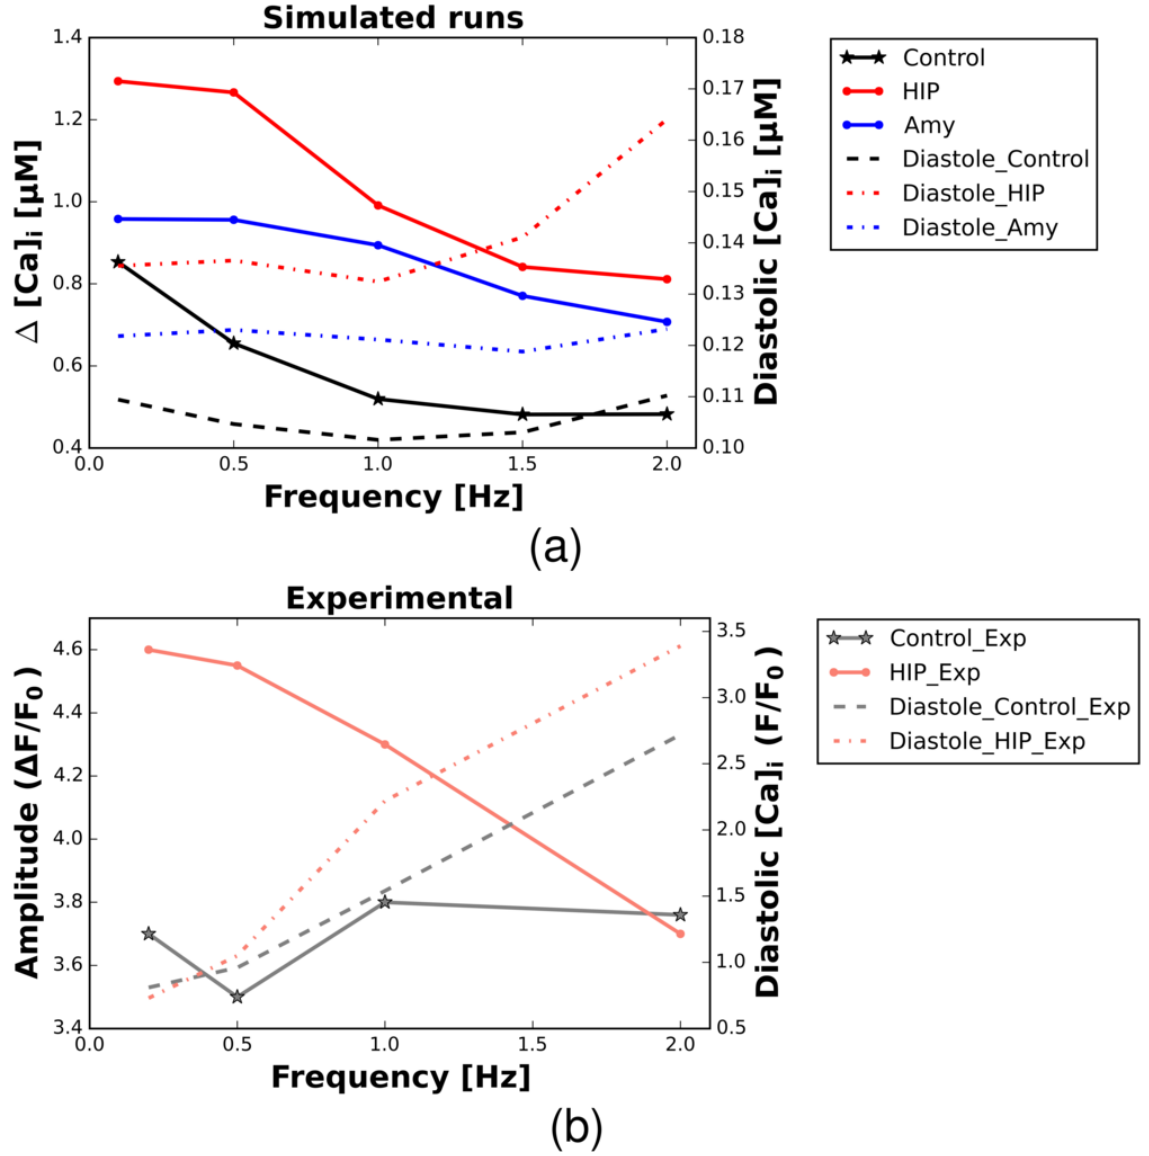 Simulated runs
1.4
1.2
1.0
0.8
0.6
0.4
Δ [Ca]i [μM]
0.18
0.17
0.16
0.15
0.14
0.13
0.12
0.11
0.10
Diastolic [Ca]i [μM]
0.0 0.5 1.0 1.5 2.0
Frequency [Hz]
Control
HIP
Amy
Diastole_Control
Diastole_HIP
Diastole_Amy
(a)
Experimental
4.6
4.4
4.2
4.0
3.8
3.6
3.4
Amplitude (ΔF/F0)
3.5
3.0
2.5
2.0
1.5
1.0
0.5
Diastolic [Ca]i (F/F0)
0.0 0.5 1.0 1.5 2.0
Frequency [Hz]
Control_Exp
HIP_Exp
Diastole_Control_Exp
Diastole_HIP_Exp
(b)